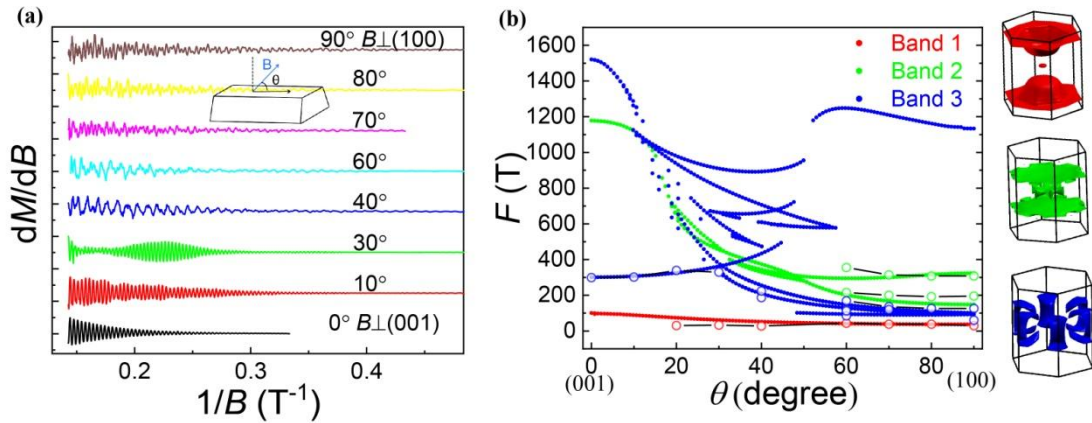 (a)
90° B⊥(100)
80°
70°
60°
40°
30°
10°
0° B⊥(001)
B
θ
dM/dB
0.2 0.3 0.4
1/B (T⁻¹)
(b)
1600
1400
1200
1000
800
600
400
200
100
0
F (T)
Band 1
Band 2
Band 3
0 20 40 60 80
(001) θ (degree) (100)